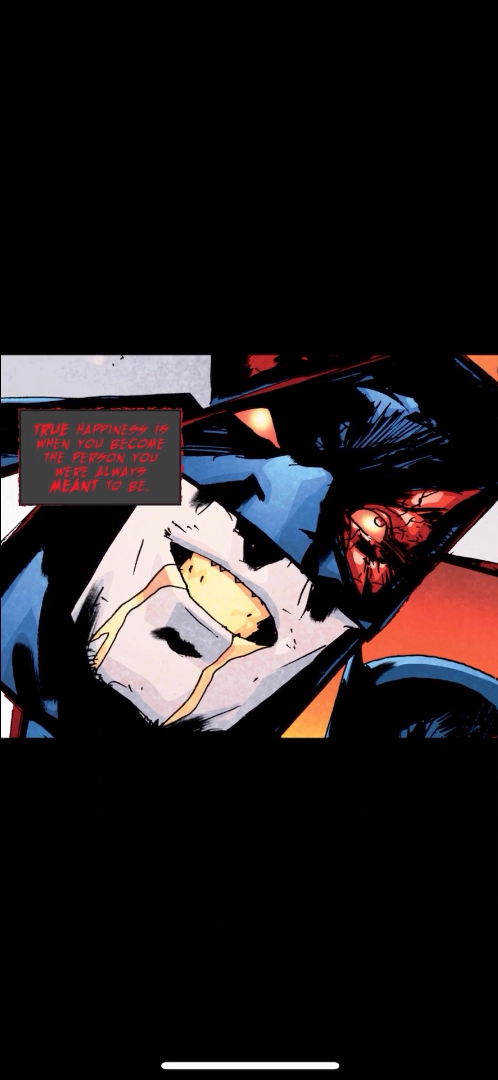 TRUE HAPPINESS IS
WHEN YOU BECOME
THE PERSON YOU
WERE ALWAYS
MEANT TO BE.